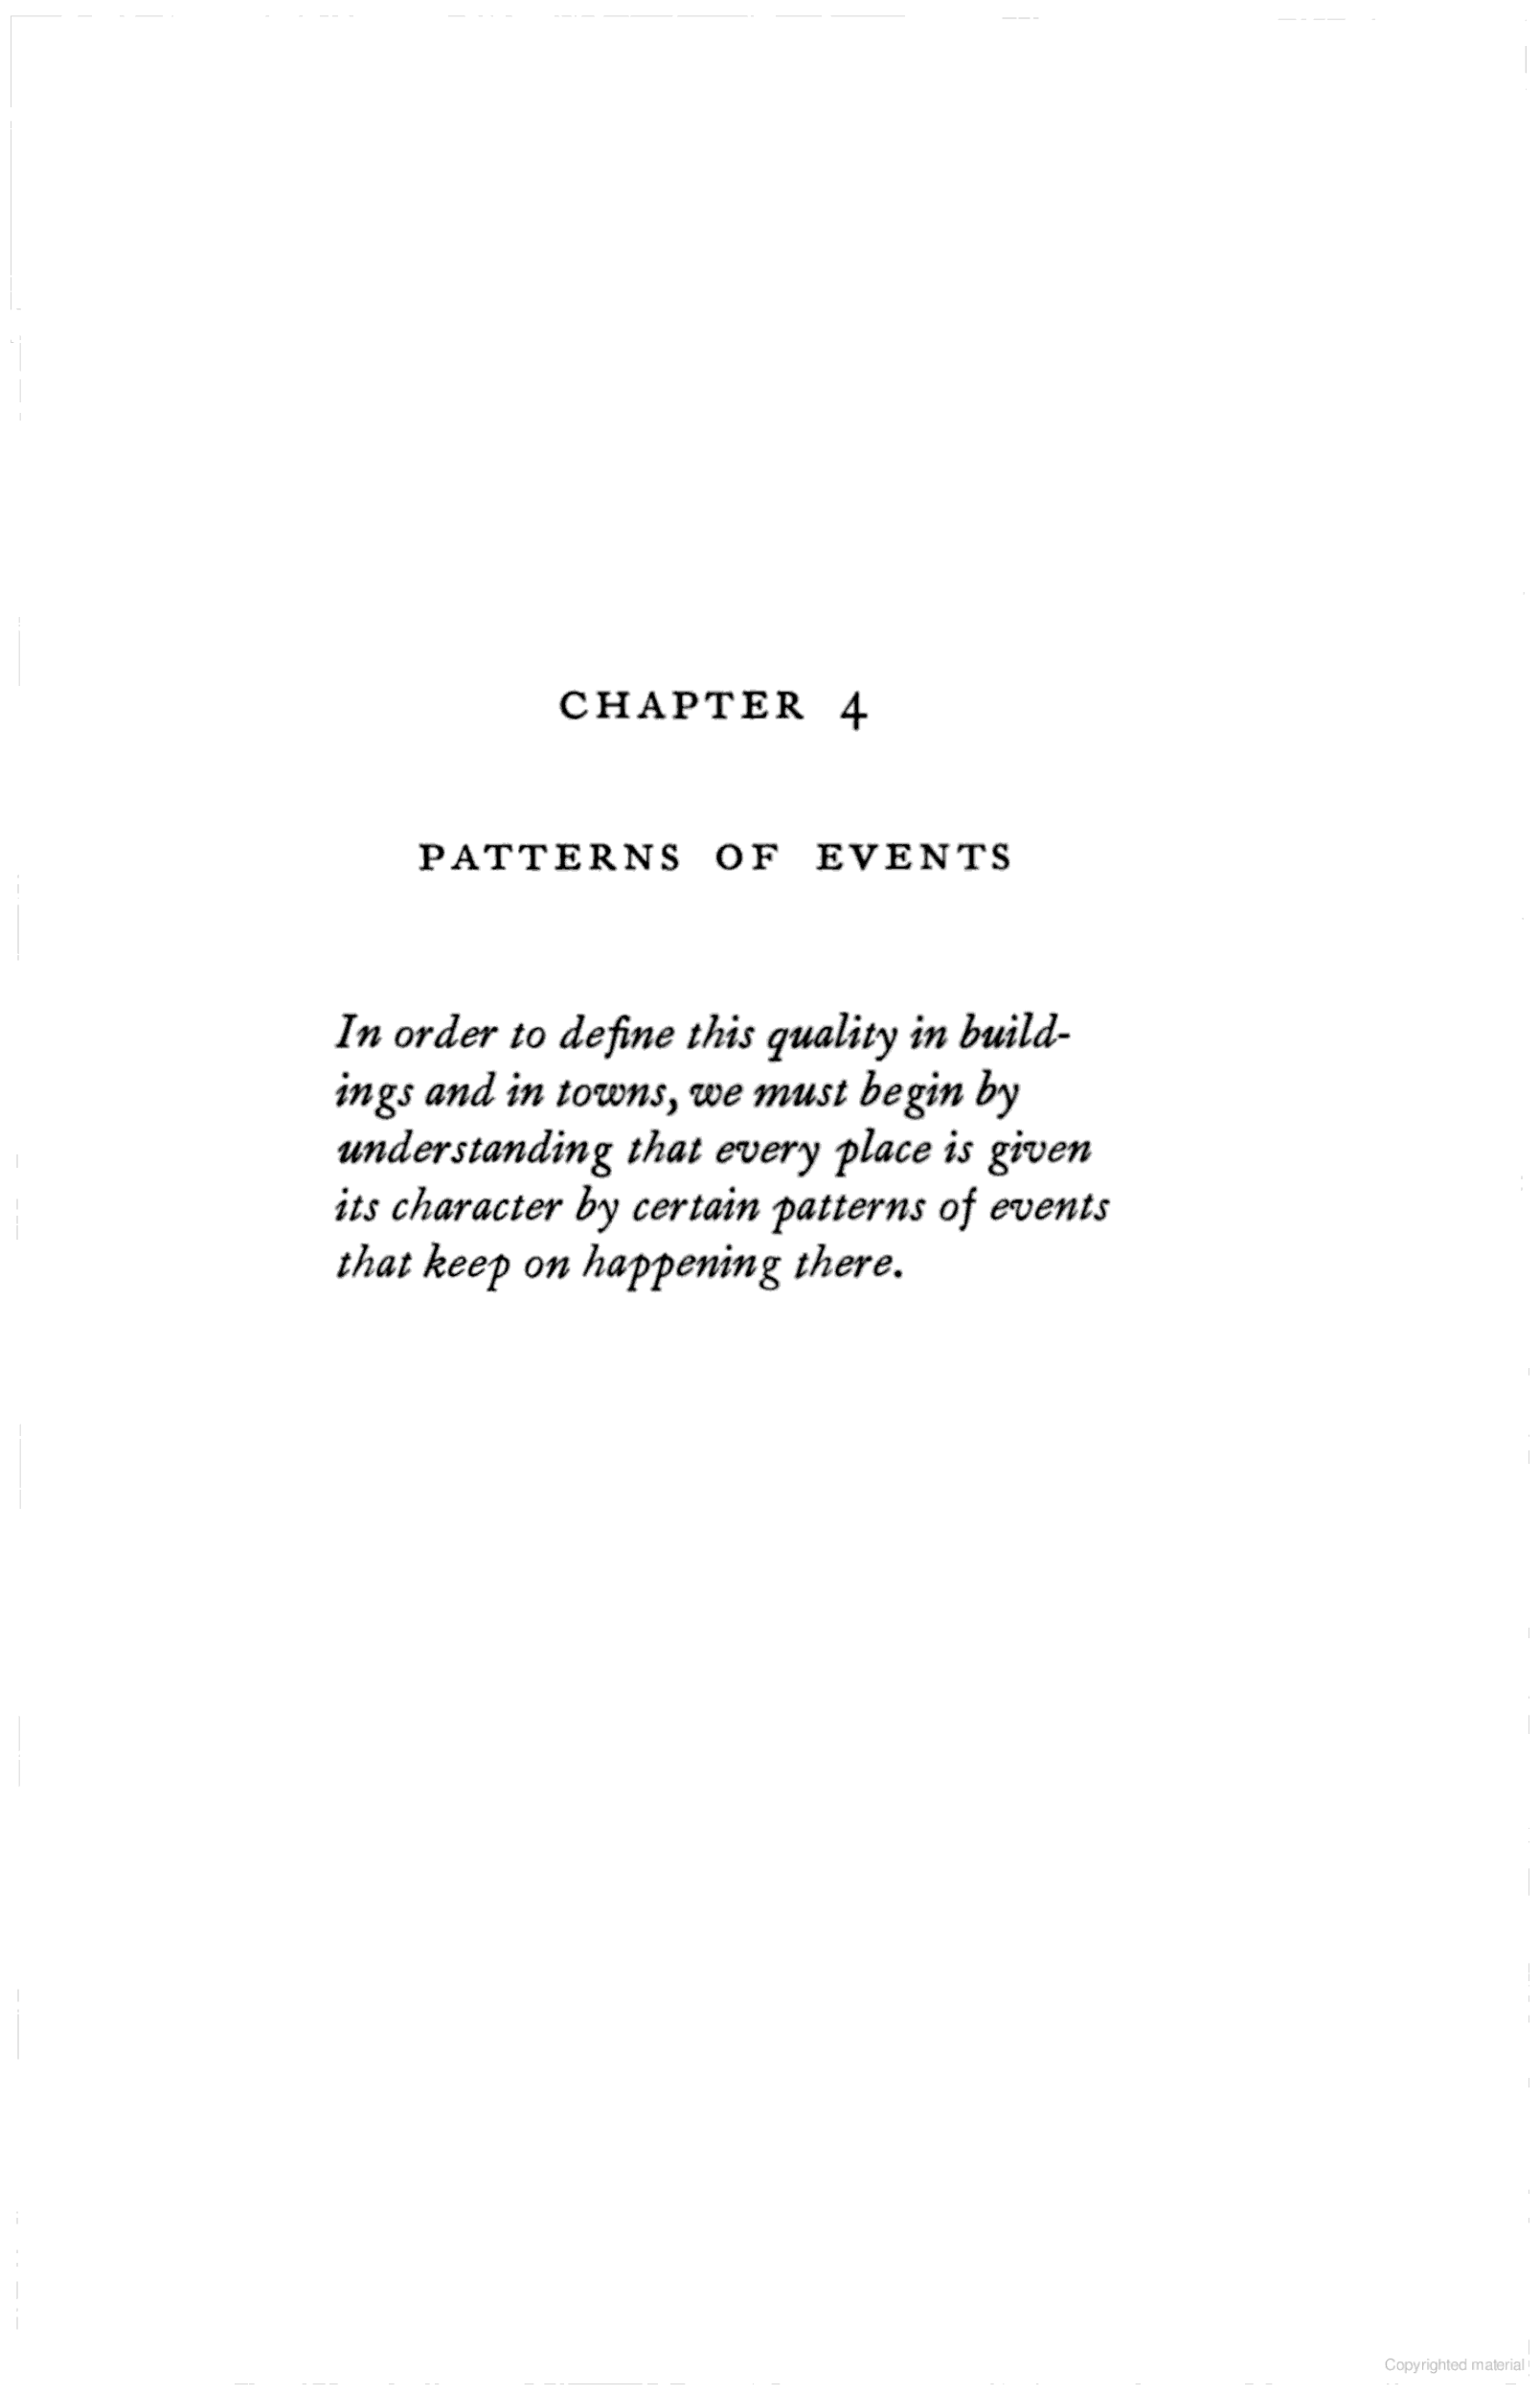 CHAPTER 4
PATTERNS OF EVENTS
In order to define this quality in build-
ings and in towns, we must begin by
understanding that every place is given
its character by certain patterns of events
that keep on happening there.
Copyrighted material